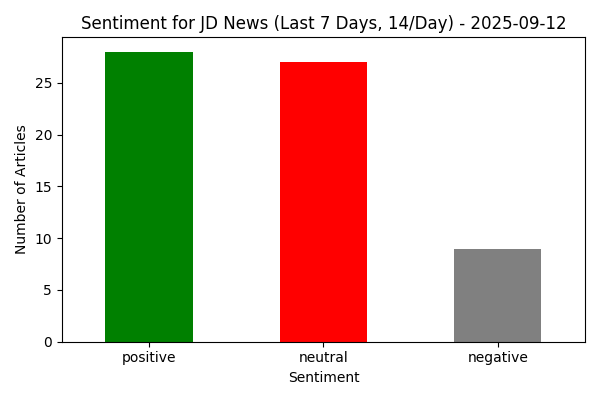 Sentiment for JD News (Last 7 Days, 14/Day) - 2025-09-12
Number of Articles
25
20
15
10
5
0
positive neutral negative
Sentiment